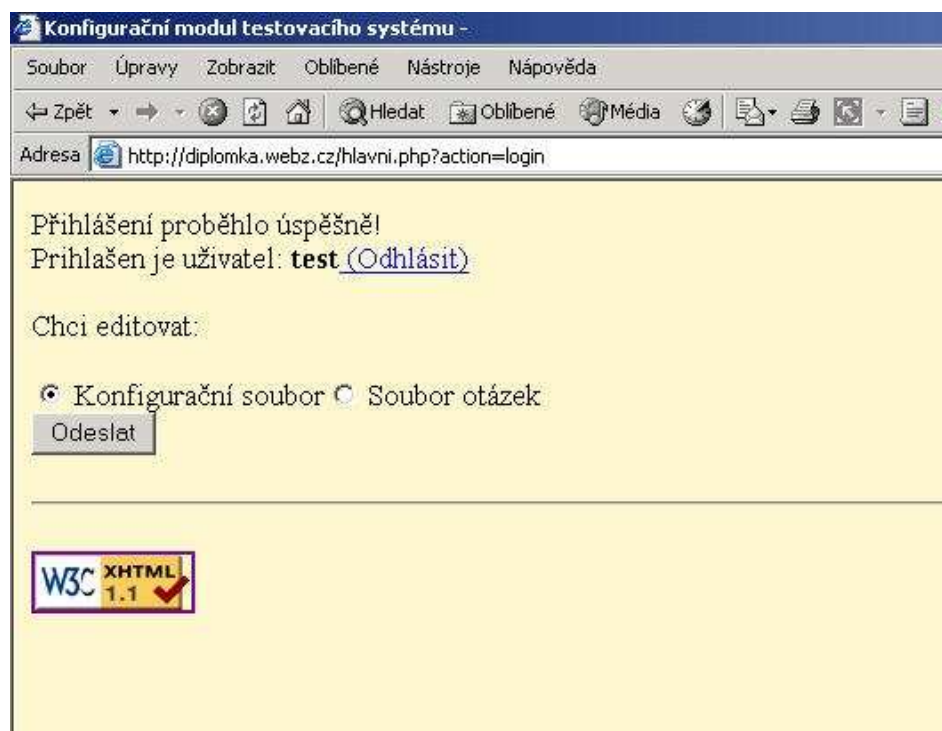 Konfigurační modul testovacího systému -
Soubor Úpravy Zobrazit Oblíbené Nástroje Nápověda
Zpět Hledat Oblíbené Média
Adresa http://diplomka.webz.cz/hlavni.php?action=login
Přihlášení proběhlo úspěšně!
Prihlašen je uživatel: test (Odhlásit)
Chci editovat:
Konfigurační soubor Soubor otázek
Odeslat
W3C XHTML
1.1